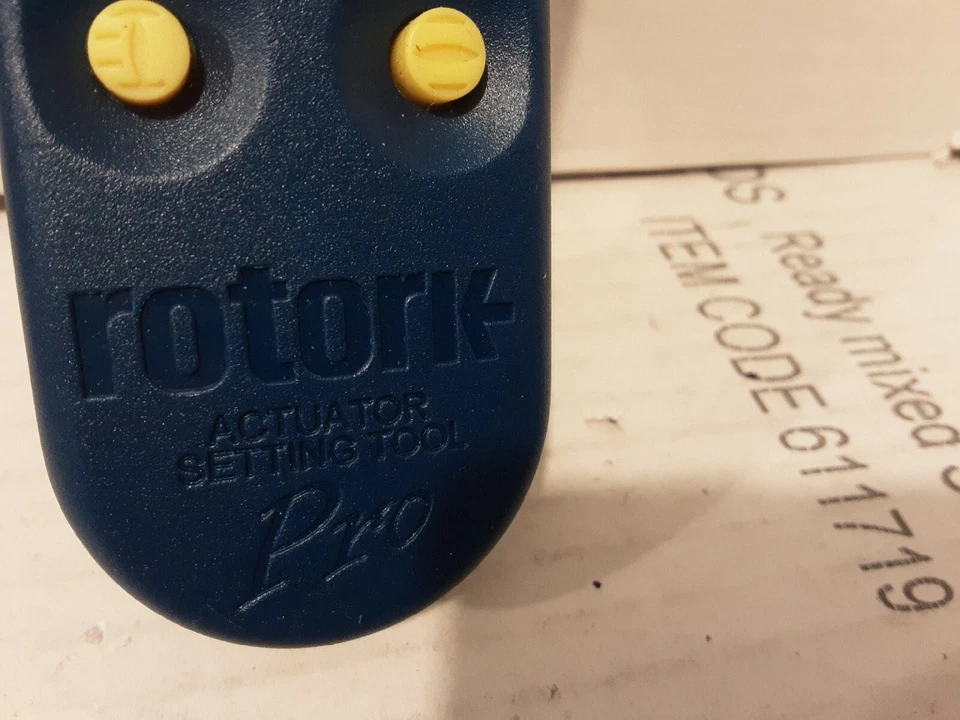 rotork
ACTUATOR
SETTING TOOL
Pro
Ready mixed
ITEM CODE 611719